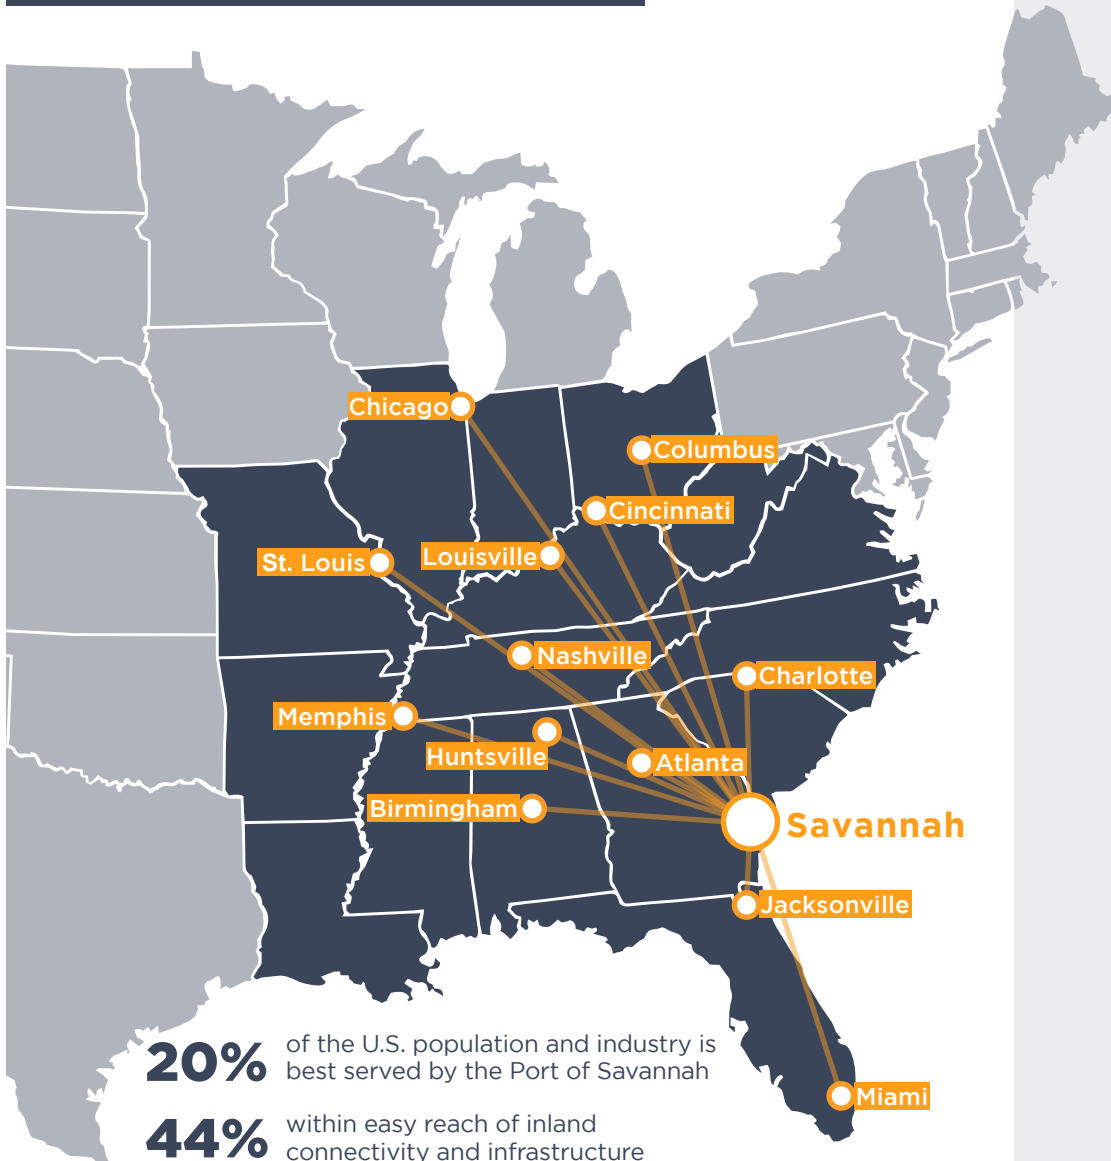 Chicago
Columbus
Cincinnati
St. Louis
Louisville
Nashville
Charlotte
Memphis
Huntsville
Atlanta
Birmingham
Savannah
Jacksonville
20%
of the U.S. population and industry is
best served by the Port of Savannah
Miami
44%
within easy reach of inland
connectivity and infrastructure